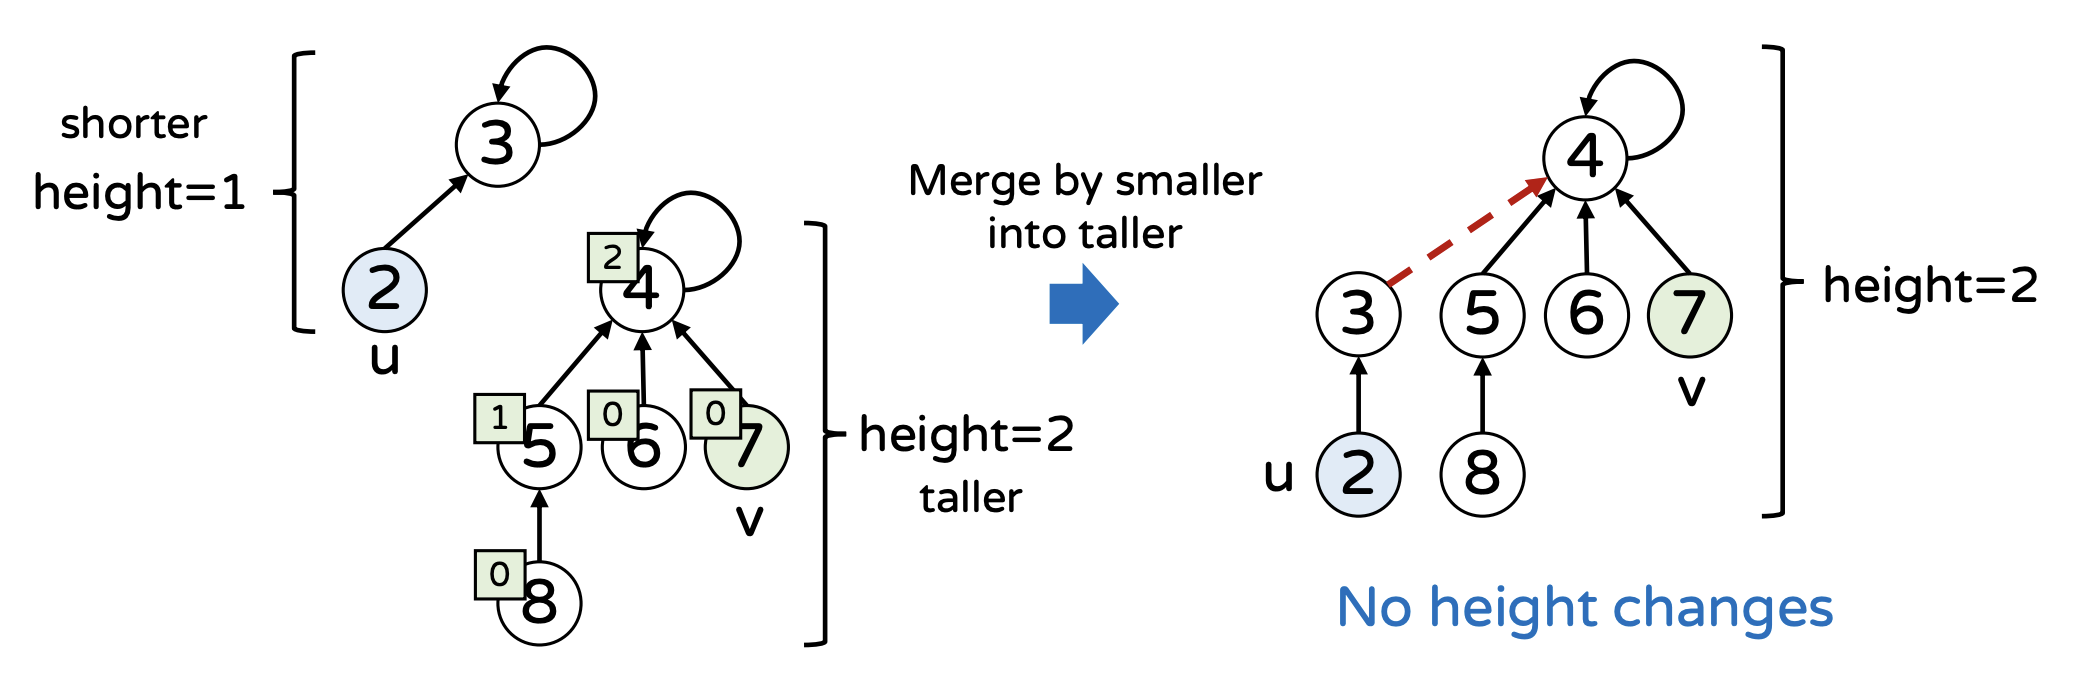 shorter
height=1
3
2
u
2
4
1
5
0
6
0
7
v
0
8
height=2
taller
Merge by smaller
into taller
4
3
5
6
7
v
u
2
8
height=2
No height changes